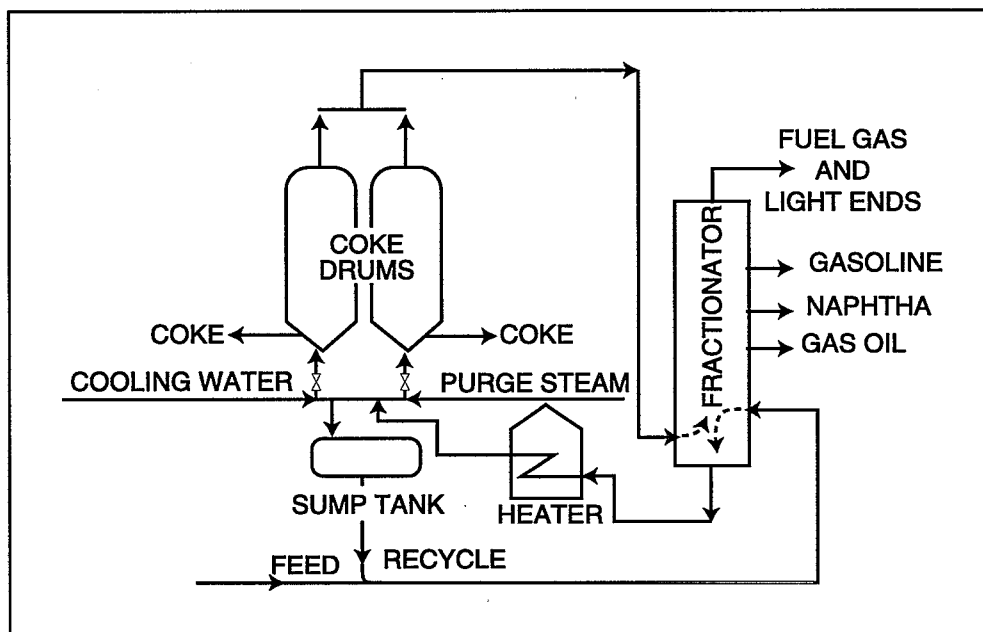 FUEL GAS
AND
LIGHT ENDS
COKE
DRUMS
FRACTIONATOR
GASOLINE
NAPHTHA
GAS OIL
COKE
COKE
COOLING WATER
PURGE STEAM
SUMP TANK
HEATER
FEED
RECYCLE